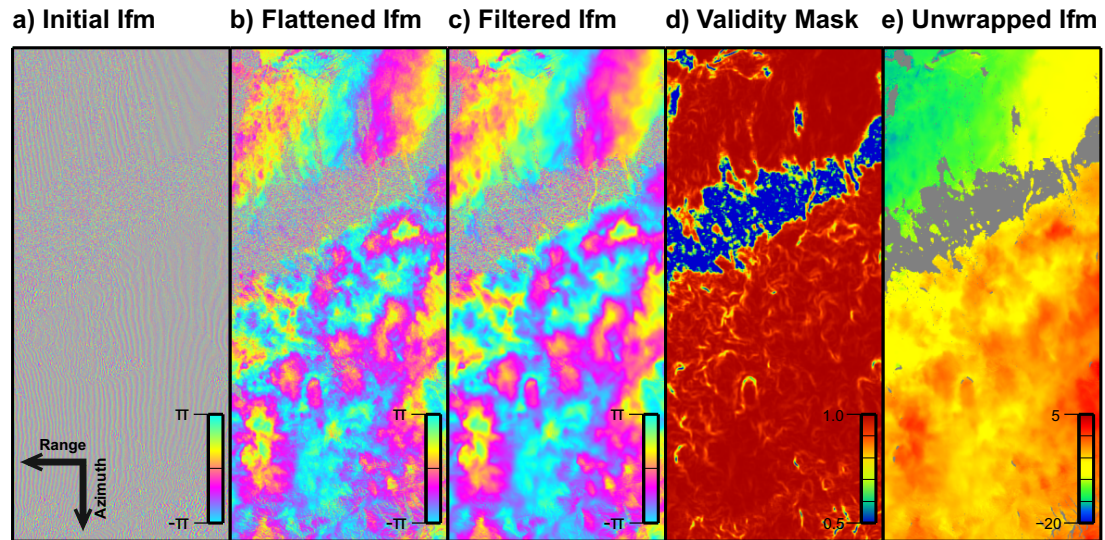 a) Initial Ifm
b) Flattened Ifm
c) Filtered Ifm
d) Validity Mask
e) Unwrapped Ifm
Range
Azimuth
π
-π
π
-π
1.0
0.5
5
-20